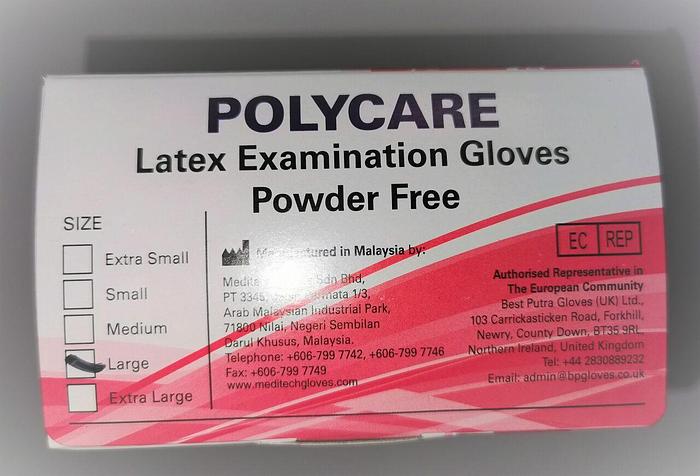 POLYCARE
Latex Examination Gloves
Powder Free
SIZE
Extra Small
Small
Medium
Large
Extra Large
Manufactured in Malaysia by:
Sdn Bhd,
PT 3345, 1/3,
Arab Malaysian Industrial Park,
71800 Nilai, Negeri Sembilan
Darul Khusus, Malaysia.
Telephone: +606-799 7742, +606-799 7746
Fax: +606-799 7749
www.meditechgloves.com
EC REP
Authorised Representative in
The European Community
Best Putra Gloves (UK) Ltd.,
103 Carrickasticken Road, Forkhill,
Newry, County Down, BT35 9RL,
Northern Ireland, United Kingdom
Tel: +44 2830889232
Email: admin@bpgloves.co.uk